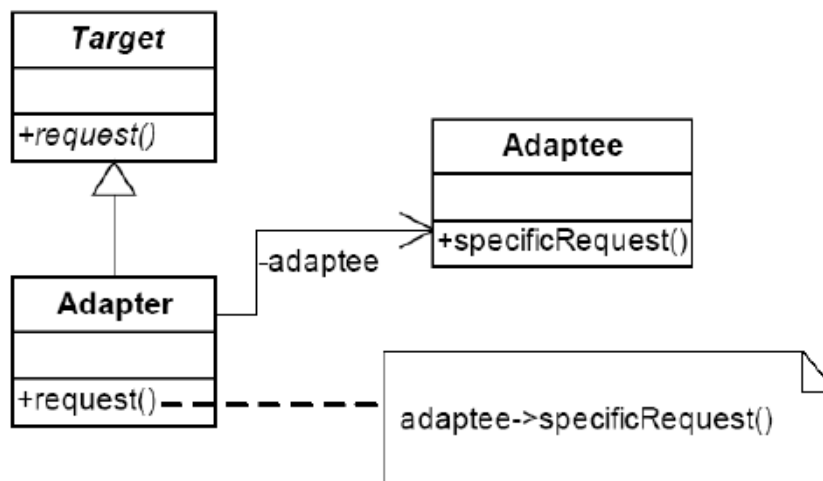 Target
+request()
Adaptee
+specificRequest()
-adaptee
Adapter
+request()
adaptee->specificRequest()